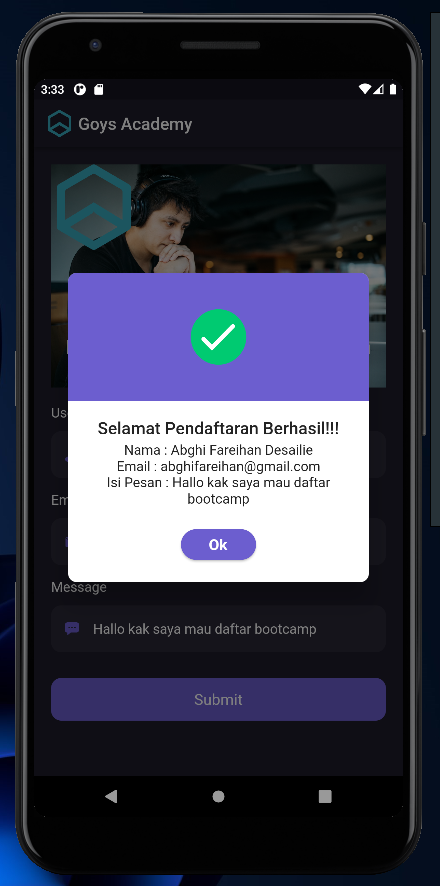 3:33
Goys Academy
Use
Selamat Pendaftaran Berhasil!!!
Nama : Abghi Fareihan Desailie
Email : abghifareihan@gmail.com
Isi Pesan : Hallo kak saya mau daftar
bootcamp
Em
Ok
Message
Hallo kak saya mau daftar bootcamp
Submit